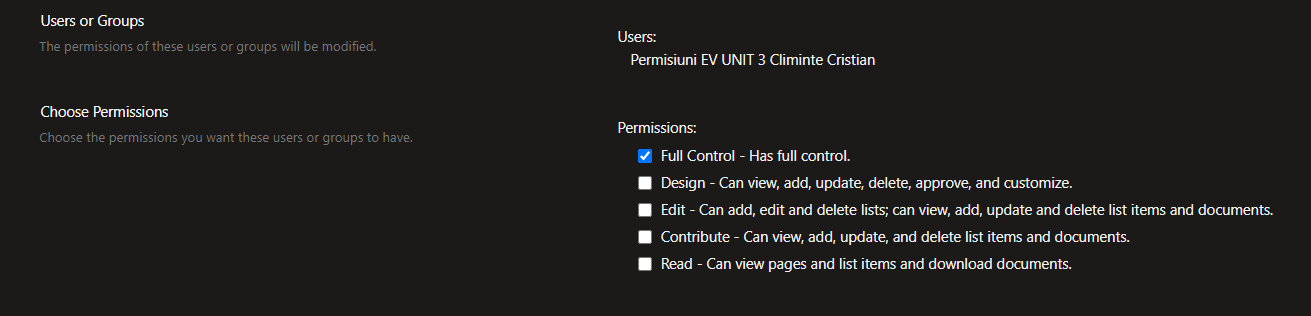 Users or Groups
The permissions of these users or groups will be modified.
Users:
Permisiuni EV UNIT 3 Climinte Cristian
Choose Permissions
Choose the permissions you want these users or groups to have.
Permissions:
Full Control - Has full control.
Design - Can view, add, update, delete, approve, and customize.
Edit - Can add, edit and delete lists; can view, add, update and delete list items and documents.
Contribute - Can view, add, update, and delete list items and documents.
Read - Can view pages and list items and download documents.